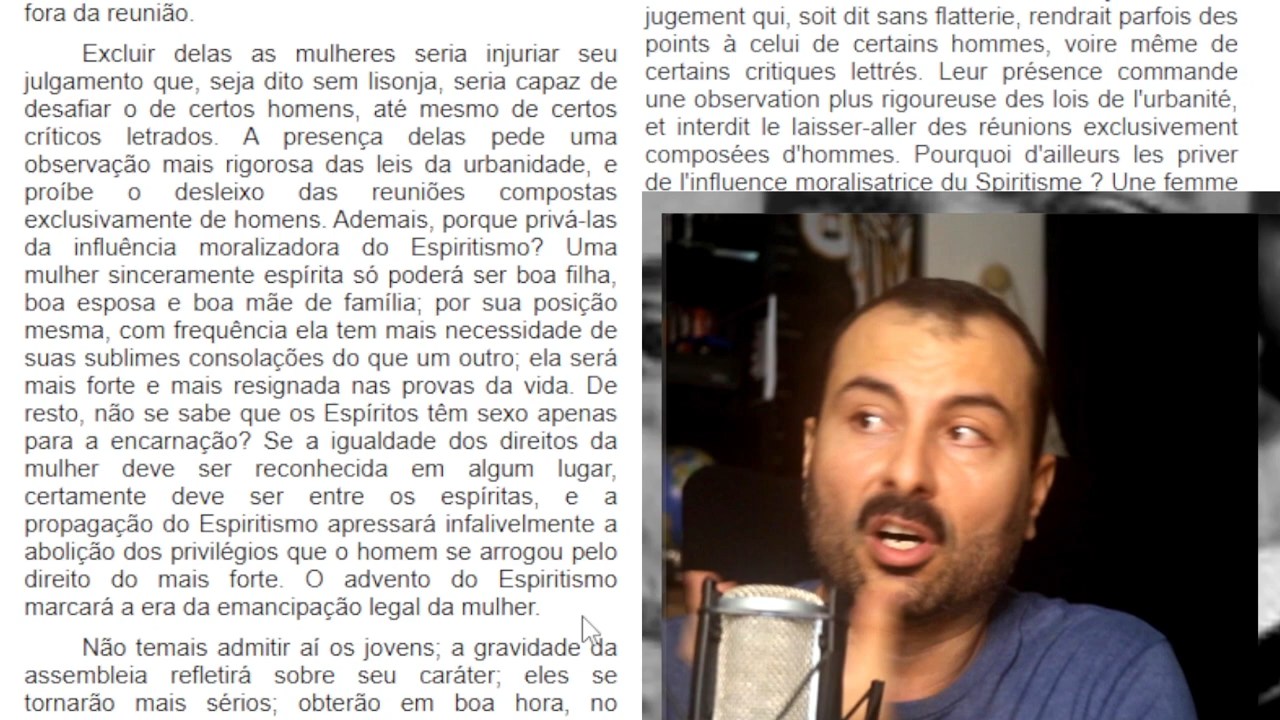 fora da reunião.
Excluir delas as mulheres seria injuriar seu
julgamento que, seja dito sem lisonja, seria capaz de
desafiar o de certos homens, até mesmo de certos
críticos letrados. A presença delas pede uma
observação mais rigorosa das leis da urbanidade, e
proíbe o desleixo das reuniões compostas
exclusivamente de homens. Ademais, porque privá-las
da influência moralizadora do Espiritismo? Uma
mulher sinceramente espírita só poderá ser boa filha,
boa esposa e boa mãe de família; por sua posição
mesma, com frequência ela tem mais necessidade de
suas sublimes consolações do que um outro; ela será
mais forte e mais resignada nas provas da vida. De
resto, não se sabe que os Espíritos têm sexo apenas
para a encarnação? Se a igualdade dos direitos da
mulher deve ser reconhecida em algum lugar,
certamente deve ser entre os espíritas, e a
propagação do Espiritismo apressará infalivelmente a
abolição dos privilégios que o homem se arrogou pelo
direito do mais forte. O advento do Espiritismo
marcará a era da emancipação legal da mulher.
Não temais admitir aí os jovens; a gravidade da
assembleia refletirá sobre seu caráter; eles se
tornarão mais sérios; obterão em boa hora, no
jugement qui, soit dit sans flatterie, rendrait parfois des
points à celui de certains hommes, voire même de
certains critiques lettrés. Leur présence commande
une observation plus rigoureuse des lois de l'urbanité,
et interdit le laisser-aller des réunions exclusivement
composées d'hommes. Pourquoi d'ailleurs les priver
de l'influence moralisatrice du Spiritisme ? Une femme